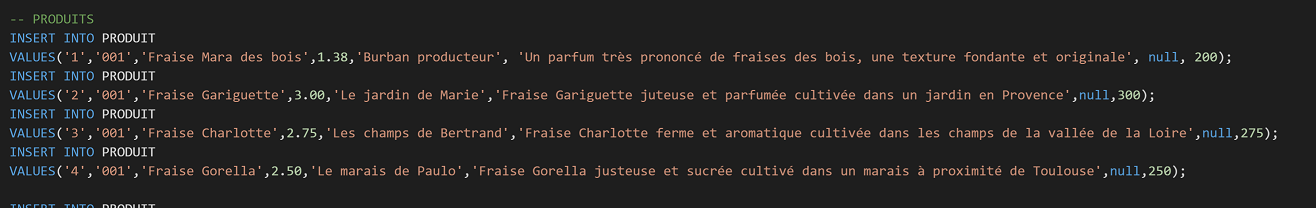 -- PRODUITS
INSERT INTO PRODUIT
VALUES('1','001','Fraise Mara des bois',1.38,'Burban producteur', 'Un parfum très prononcé de fraises des bois, une texture fondante et originale', null, 200);
INSERT INTO PRODUIT
VALUES('2','001','Fraise Gariguette',3.00,'Le jardin de Marie','Fraise Gariguette juteuse et parfumée cultivée dans un jardin en Provence',null,300);
INSERT INTO PRODUIT
VALUES('3','001','Fraise Charlotte',2.75,'Les champs de Bertrand','Fraise Charlotte ferme et aromatique cultivée dans les champs de la vallée de la Loire',null,275);
INSERT INTO PRODUIT
VALUES('4','001','Fraise Gorella',2.50,'Le marais de Paulo','Fraise Gorella justeuse et sucrée cultivé dans un marais à proximité de Toulouse',null,250);
INSERT INTO PRODUIT